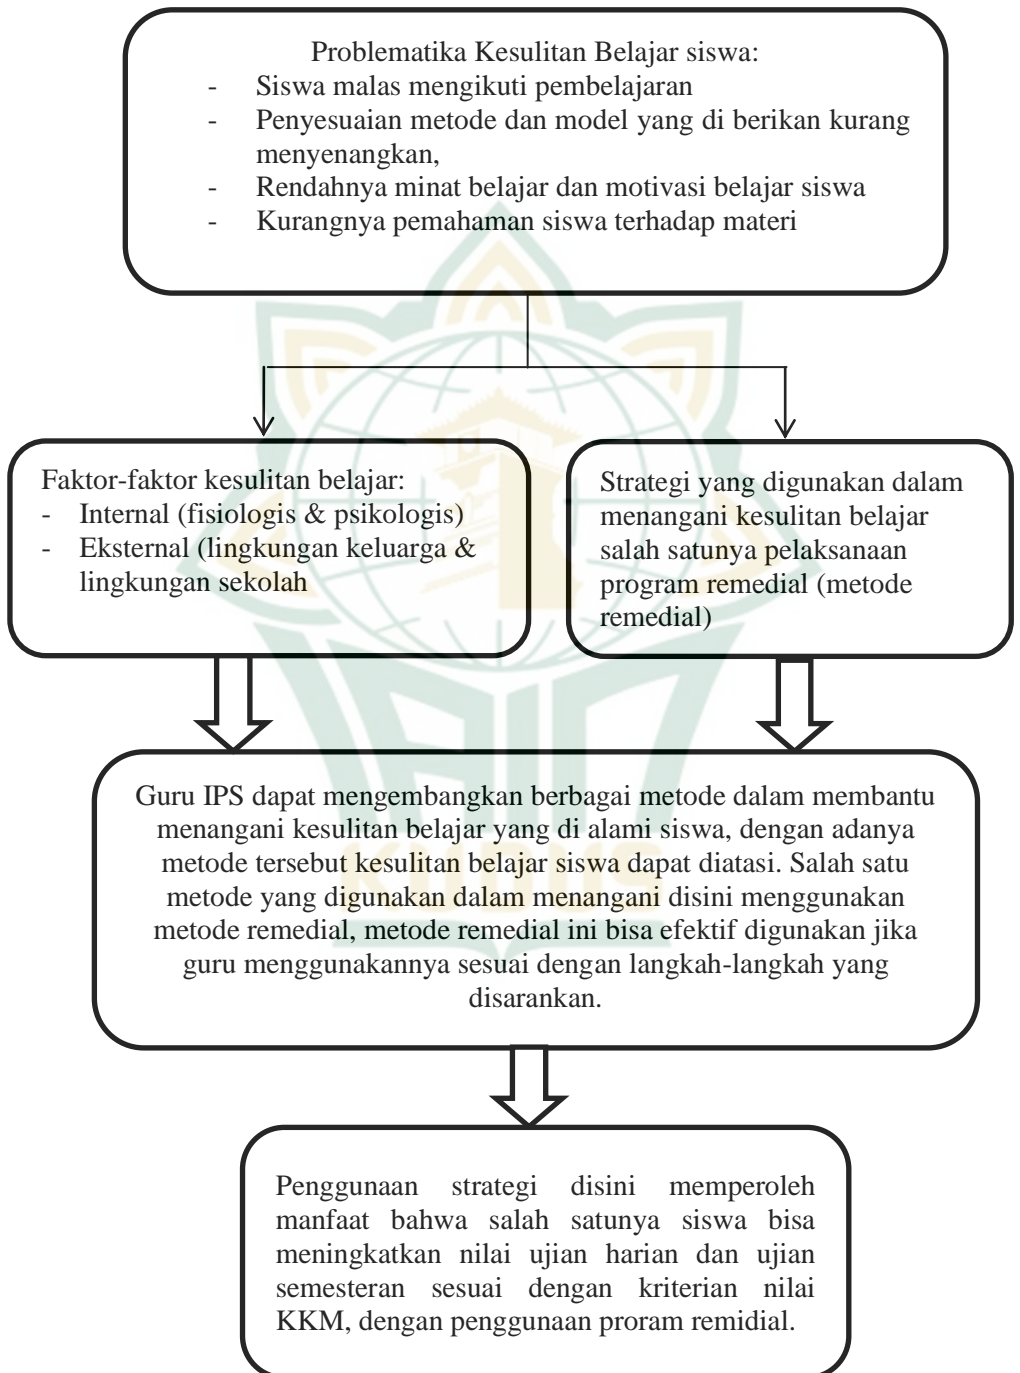 Problematika Kesulitan Belajar siswa:
- Siswa malas mengikuti pembelajaran
- Penyesuaian metode dan model yang di berikan kurang
menyenangkan,
- Rendahnya minat belajar dan motivasi belajar siswa
- Kurangnya pemahaman siswa terhadap materi
Faktor-faktor kesulitan belajar:
- Internal (fisiologis & psikologis)
- Eksternal (lingkungan keluarga &
lingkungan sekolah
Strategi yang digunakan dalam
menangani kesulitan belajar
salah satunya pelaksanaan
program remedial (metode
remedial)
Guru IPS dapat mengembangkan berbagai metode dalam membantu
menangani kesulitan belajar yang di alami siswa, dengan adanya
metode tersebut kesulitan belajar siswa dapat diatasi. Salah satu
metode yang digunakan dalam menangani disini menggunakan
metode remedial, metode remedial ini bisa efektif digunakan jika
guru menggunakannya sesuai dengan langkah-langkah yang
disarankan.
KUDUS
Penggunaan strategi disini memperoleh
manfaat bahwa salah satunya siswa bisa
meningkatkan nilai ujian harian dan ujian
semesteran sesuai dengan kriterian nilai
KKM, dengan penggunaan proram remidial.